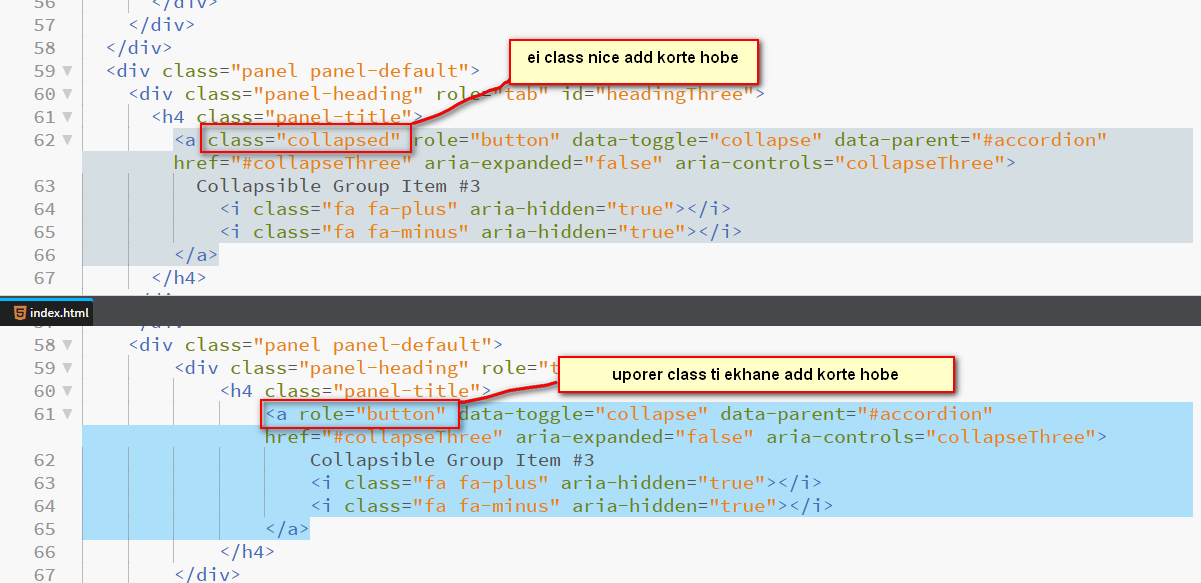 56 </div>
57 </div>
58 </div>
59 <div class="panel panel-default">
ei class nice add korte hobe
60 <div class="panel-heading" role="tab" id="headingThree">
61 <h4 class="panel-title">
62 <a class="collapsed" role="button" data-toggle="collapse" data-parent="#accordion"
href="#collapseThree" aria-expanded="false" aria-controls="collapseThree">
63 Collapsible Group Item #3
64 <i class="fa fa-plus" aria-hidden="true"></i>
65 <i class="fa fa-minus" aria-hidden="true"></i>
66 </a>
67 </h4>
index.html
58 <div class="panel panel-default">
59 <div class="panel-heading" role="t
uporer class ti ekhane add korte hobe
60 <h4 class="panel-title">
61 <a role="button" data-toggle="collapse" data-parent="#accordion"
href="#collapseThree" aria-expanded="false" aria-controls="collapseThree">
62 Collapsible Group Item #3
63 <i class="fa fa-plus" aria-hidden="true"></i>
64 <i class="fa fa-minus" aria-hidden="true"></i>
65 </a>
66 </h4>
67 </div>